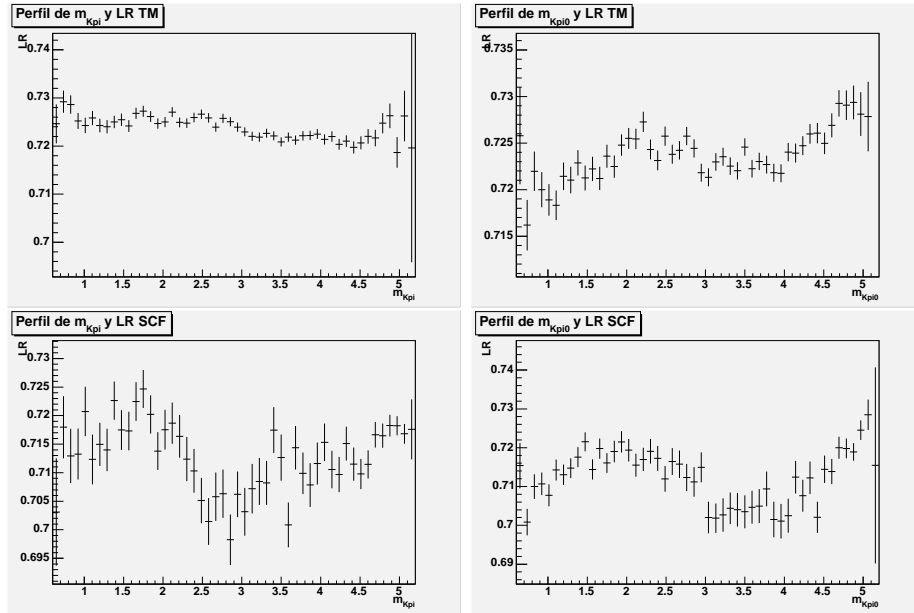 Perfil de m_Kpi y LR TM
LR
0.74
0.73
0.72
0.71
0.7
1 1.5 2 2.5 3 3.5 4 4.5 5
m_Kpi
Perfil de m_Kpi0 y LR TM
LR
0.735
0.73
0.725
0.72
0.715
1 1.5 2 2.5 3 3.5 4 4.5 5
m_Kpi0
Perfil de m_Kpi y LR SCF
LR
0.73
0.725
0.72
0.715
0.71
0.705
0.7
0.695
1 1.5 2 2.5 3 3.5 4 4.5 5
m_Kpi
Perfil de m_Kpi0 y LR SCF
LR
0.74
0.73
0.72
0.71
0.7
0.69
1 1.5 2 2.5 3 3.5 4 4.5 5
m_Kpi0